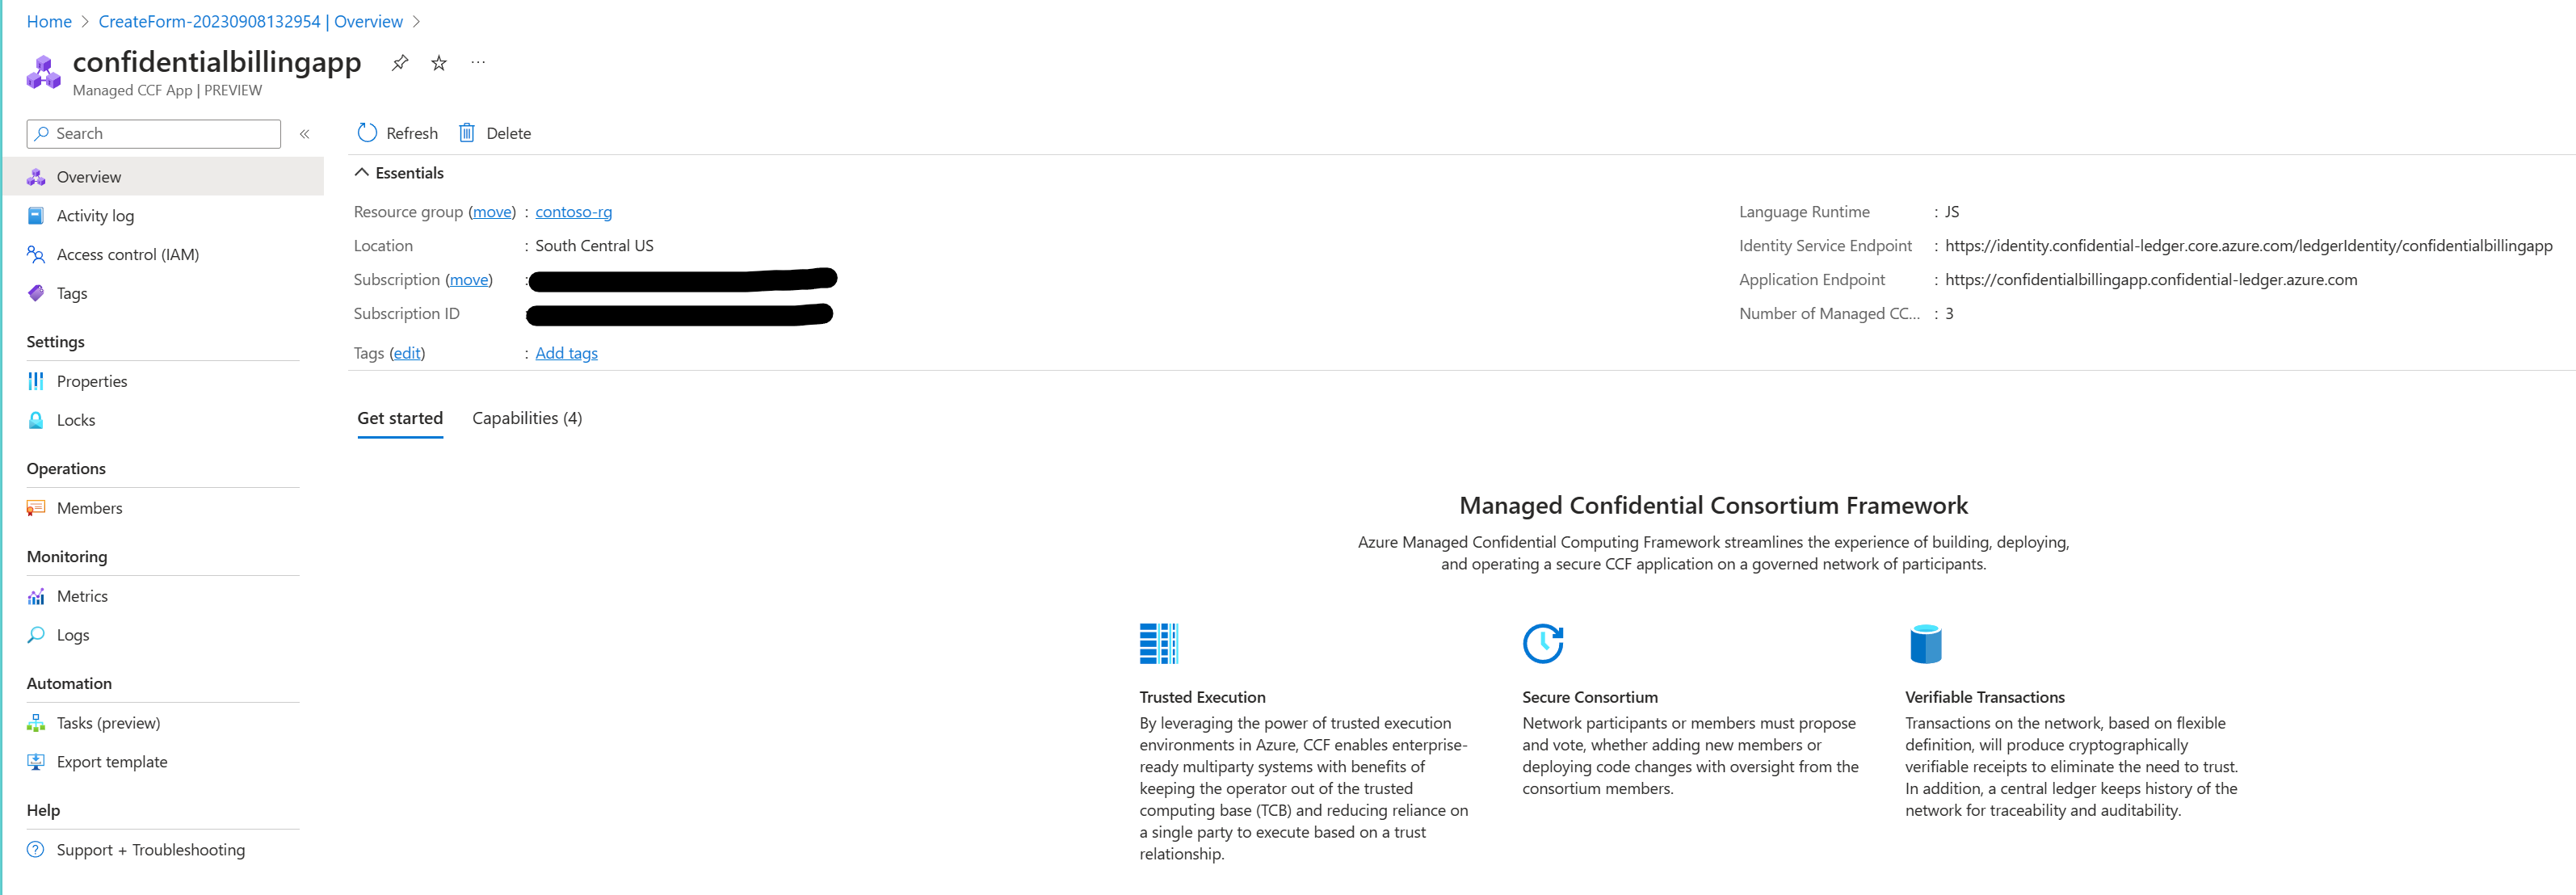 Home > CreateForm-20230908132954 | Overview >
confidentialbillingapp
Managed CCF App | PREVIEW
Search
«
Overview
Activity log
Access control (IAM)
Tags
Settings
Properties
Locks
Operations
Members
Monitoring
Metrics
Logs
Automation
Tasks (preview)
Export template
Help
Support + Troubleshooting
Refresh
Delete
Essentials
Resource group (move) : contoso-rg
Location : South Central US
Subscription (move) :
Subscription ID
Tags (edit) : Add tags
Language Runtime : JS
Identity Service Endpoint : https://identity.confidential-ledger.core.azure.com/ledgerIdentity/confidentialbillingapp
Application Endpoint : https://confidentialbillingapp.confidential-ledger.azure.com
Number of Managed CC... : 3
Get started
Capabilities (4)
Managed Confidential Consortium Framework
Azure Managed Confidential Computing Framework streamlines the experience of building, deploying,
and operating a secure CCF application on a governed network of participants.
Trusted Execution
By leveraging the power of trusted execution
environments in Azure, CCF enables enterprise-
ready multiparty systems with benefits of
keeping the operator out of the trusted
computing base (TCB) and reducing reliance on
a single party to execute based on a trust
relationship.
Secure Consortium
Network participants or members must propose
and vote, whether adding new members or
deploying code changes with oversight from the
consortium members.
Verifiable Transactions
Transactions on the network, based on flexible
definition, will produce cryptographically
verifiable receipts to eliminate the need to trust.
In addition, a central ledger keeps history of the
network for traceability and auditability.